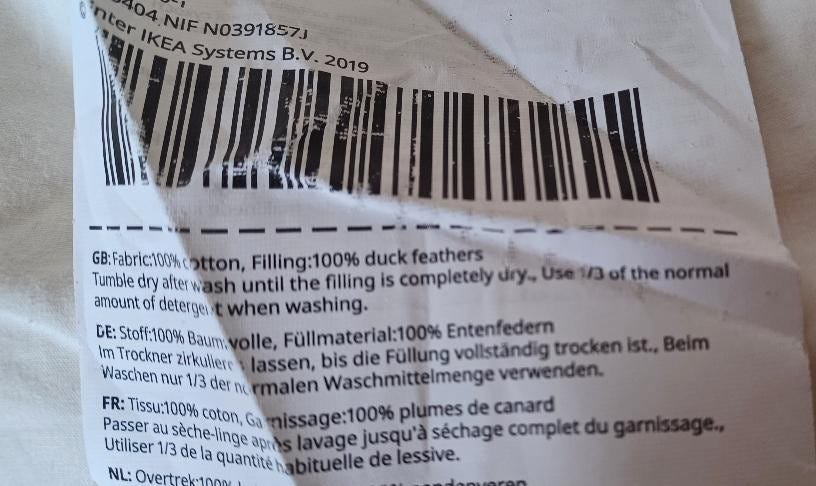 404 NIF N0391857J
Inter IKEA Systems B.V. 2019
GB: Fabric:100% cotton, Filling:100% duck feathers
Tumble dry after wash until the filling is completely dry., Use 1/3 of the normal
amount of detergent when washing.
DE: Stoff:100% Baumwolle, Füllmaterial:100% Entenfedern
Im Trockner zirkulieren lassen, bis die Füllung vollständig trocken ist., Beim
Waschen nur 1/3 der normalen Waschmittelmenge verwenden.
FR: Tissu:100% coton, Garnissage:100% plumes de canard
Passer au sèche-linge après lavage jusqu'à séchage complet du garnissage.,
Utiliser 1/3 de la quantité habituelle de lessive.
NL: Overtrek:100%